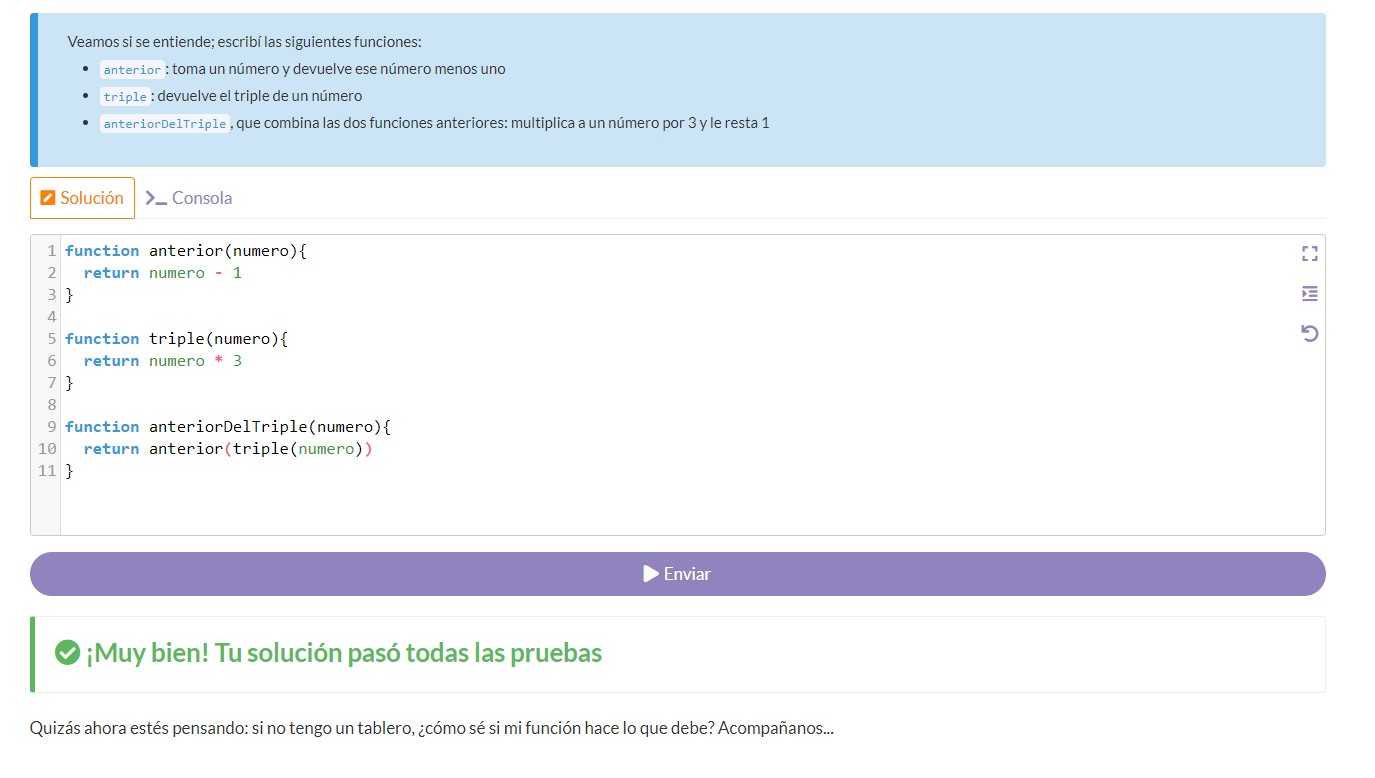 Veamos si se entiende; escribí las siguientes funciones:
anterior : toma un número y devuelve ese número menos uno
triple : devuelve el triple de un número
anteriorDelTriple , que combina las dos funciones anteriores: multiplica a un número por 3 y le resta 1
Solución Consola
1 function anterior(numero){
2   return numero - 1
3 }
4
5 function triple(numero){
6   return numero * 3
7 }
8
9 function anteriorDelTriple(numero){
10   return anterior(triple(numero))
11 }
Enviar
¡Muy bien! Tu solución pasó todas las pruebas
Quizás ahora estés pensando: si no tengo un tablero, ¿cómo sé si mi función hace lo que debe? Acompañanos...